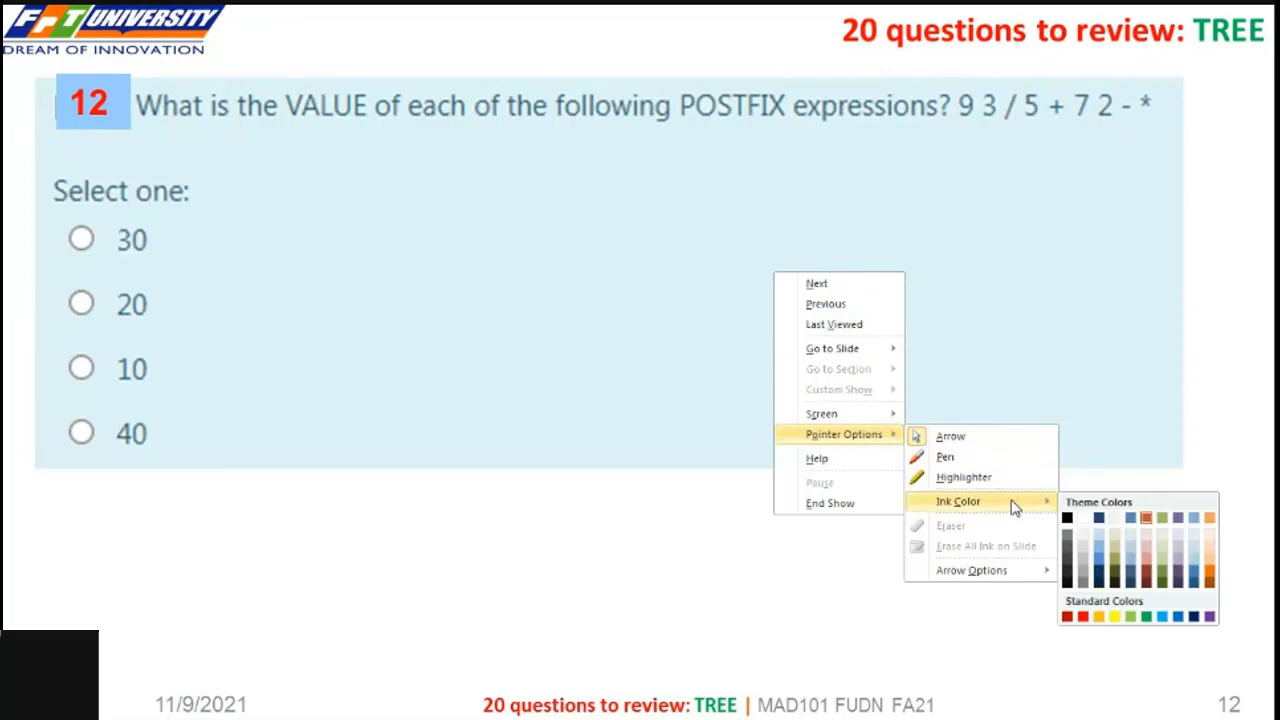 FPT UNIVERSITY
DREAM OF INNOVATION
20 questions to review: TREE
12 What is the VALUE of each of the following POSTFIX expressions? 9 3 / 5 + 7 2 - *
Select one:
30
20
10
40
Next
Previous
Last Viewed
Go to Slide
Go to Section
Custom Show
Screen
Pointer Options
Help
Pause
End Show
Arrow
Pen
Highlighter
Ink Color
Eraser
Erase All Ink on Slide
Arrow Options
Theme Colors
Standard Colors
11/9/2021
20 questions to review: TREE | MAD101 FUDN FA21
12